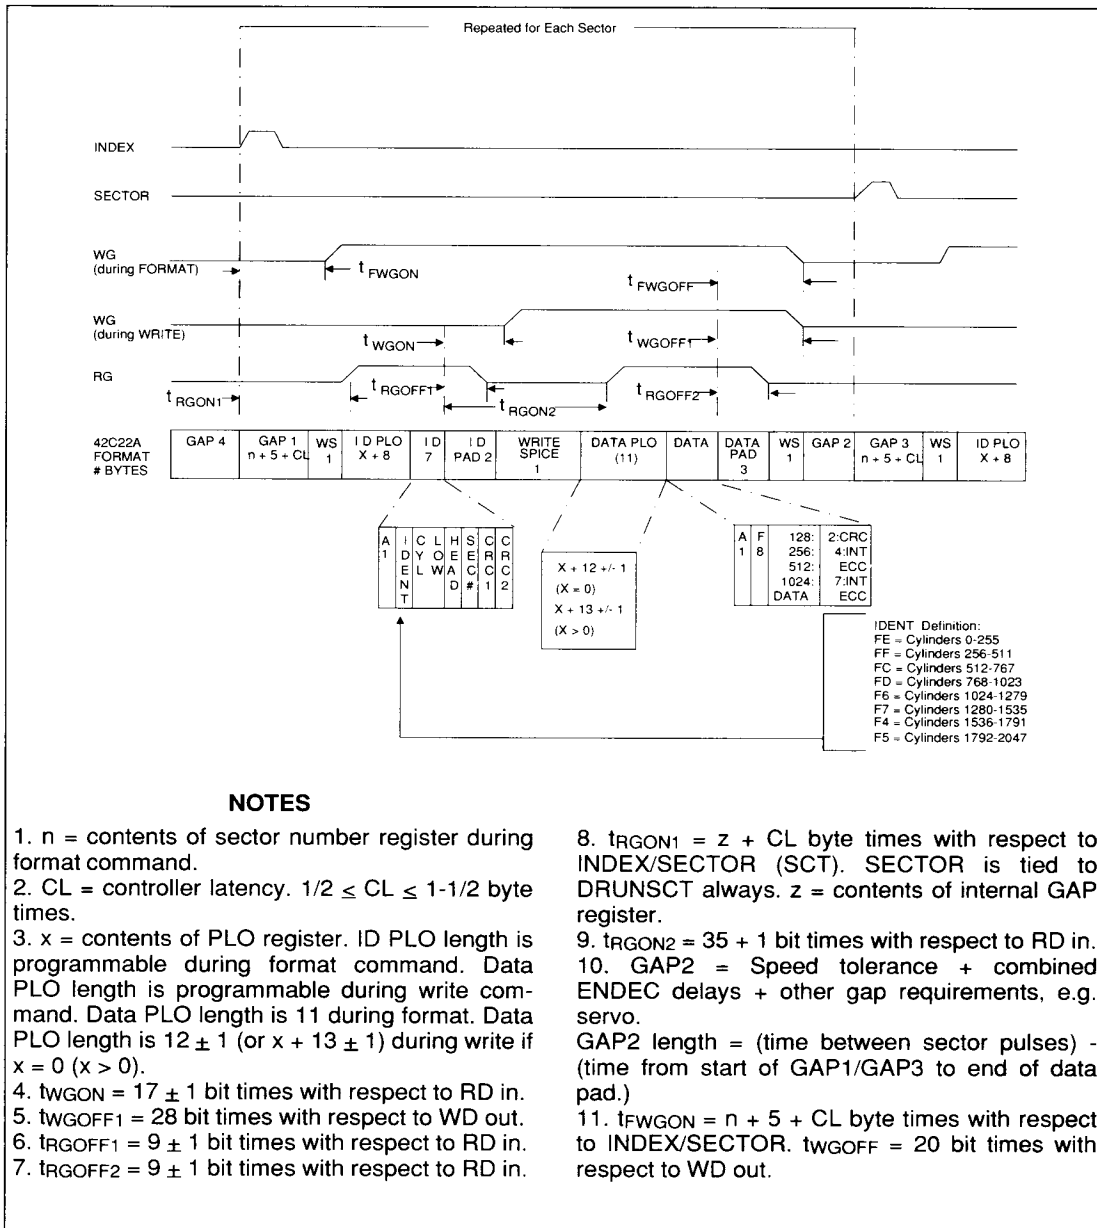 Repeated for Each Sector
INDEX
SECTOR
WG
(during FORMAT)
t FWGON
t FWGOFF
WG
(during WRITE)
t WGON
t WGOFF1
RG
t RGON1
t RGOFF1
t RGON2
t RGOFF2
42C22A
FORMAT
# BYTES
GAP 4
GAP 1
n + 5 + CL
WS
1
I D PLO
X + 8
I D
7
I D
PAD 2
WRITE
SPICE
1
DATA PLO
(11)
DATA
DATA
PAD
3
WS
1
GAP 2
GAP 3
n + 5 + CL
WS
1
ID PLO
X + 8
A1
IDENT
CYL
LOW
HEAD
SEC#
CRC1
CRC2
X + 12 +/- 1
(X = 0)
X + 13 +/- 1
(X > 0)
A
1
F
8
128:
256:
512:
1024:
DATA
2:CRC
4:INT
ECC
7:INT
ECC
IDENT Definition:
FE = Cylinders 0-255
FF = Cylinders 256-511
FC = Cylinders 512-767
FD = Cylinders 768-1023
F6 = Cylinders 1024-1279
F7 = Cylinders 1280-1535
F4 = Cylinders 1536-1791
F5 = Cylinders 1792-2047
NOTES
1. n = contents of sector number register during
format command.
2. CL = controller latency. 1/2 ≤ CL ≤ 1-1/2 byte
times.
3. x = contents of PLO register. ID PLO length is
programmable during format command. Data
PLO length is programmable during write com-
mand. Data PLO length is 11 during format. Data
PLO length is 12 ± 1 (or x + 13 ± 1) during write if
x = 0 (x > 0).
4. tWGON = 17 ± 1 bit times with respect to RD in.
5. tWGOFF1 = 28 bit times with respect to WD out.
6. tRGOFF1 = 9 ± 1 bit times with respect to RD in.
7. tRGOFF2 = 9 ± 1 bit times with respect to RD in.
8. tRGON1 = z + CL byte times with respect to
INDEX/SECTOR (SCT). SECTOR is tied to
DRUNSCT always. z = contents of internal GAP
register.
9. tRGON2 = 35 + 1 bit times with respect to RD in.
10. GAP2 = Speed tolerance + combined
ENDEC delays + other gap requirements, e.g.
servo.
GAP2 length = (time between sector pulses) -
(time from start of GAP1/GAP3 to end of data
pad.)
11. tFWGON = n + 5 + CL byte times with respect
to INDEX/SECTOR. tWGOFF = 20 bit times with
respect to WD out.